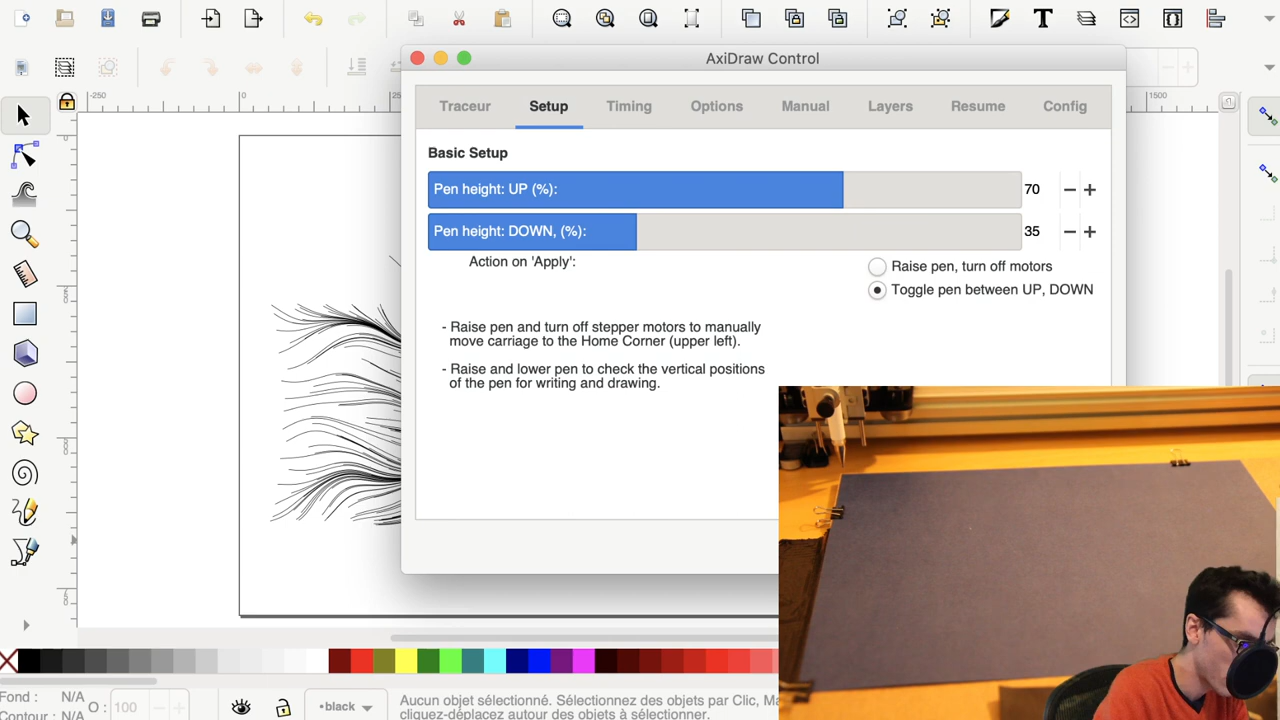 AxiDraw Control
-250
0
1500
Traceur Setup Timing Options Manual Layers Resume Config
Basic Setup
Pen height: UP (%): 70
Pen height: DOWN, (%): 35
Action on 'Apply':
Raise pen, turn off motors
Toggle pen between UP, DOWN
- Raise pen and turn off stepper motors to manually
move carriage to the Home Corner (upper left).
- Raise and lower pen to check the vertical positions
of the pen for writing and drawing.
Fond : N/A
Contour : N/A
O : 100
•black
Aucun objet sélectionné. Sélectionnez des objets par Clic,
cliquez-déplacez autour des objets à sélectionner.